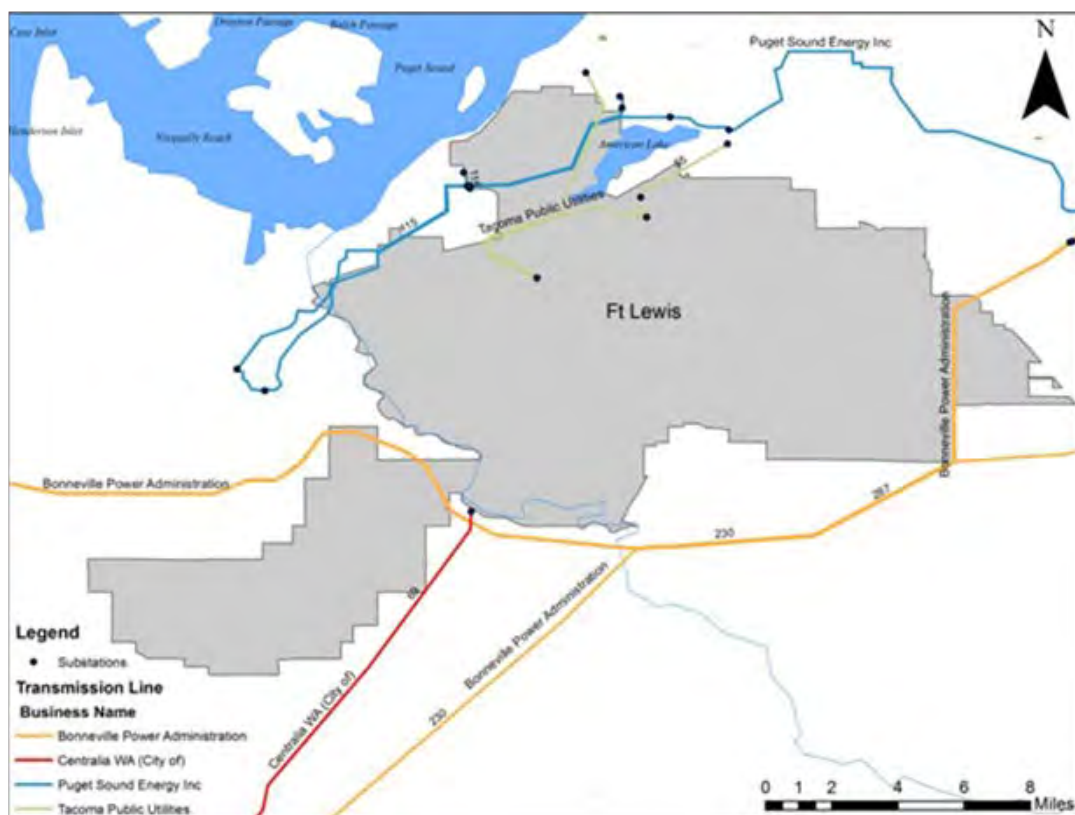 Case Inlet
Drayton Passage
Balch Passage
Puget Sound
Henderson Inlet
Nisqually Reach
Puget Sound Energy Inc
N
American Lake
115
Tacoma Public Utilities
115
Ft Lewis
Bonneville Power Administration
Bonneville Power Administration
287
230
69
Bonneville Power Administration
230
Centralia WA (City of)
Legend
Substations
Transmission Line
Business Name
Bonneville Power Administration
Centralia WA (City of)
Puget Sound Energy Inc
Tacoma Public Utilities
0 2 4 6 8
Miles